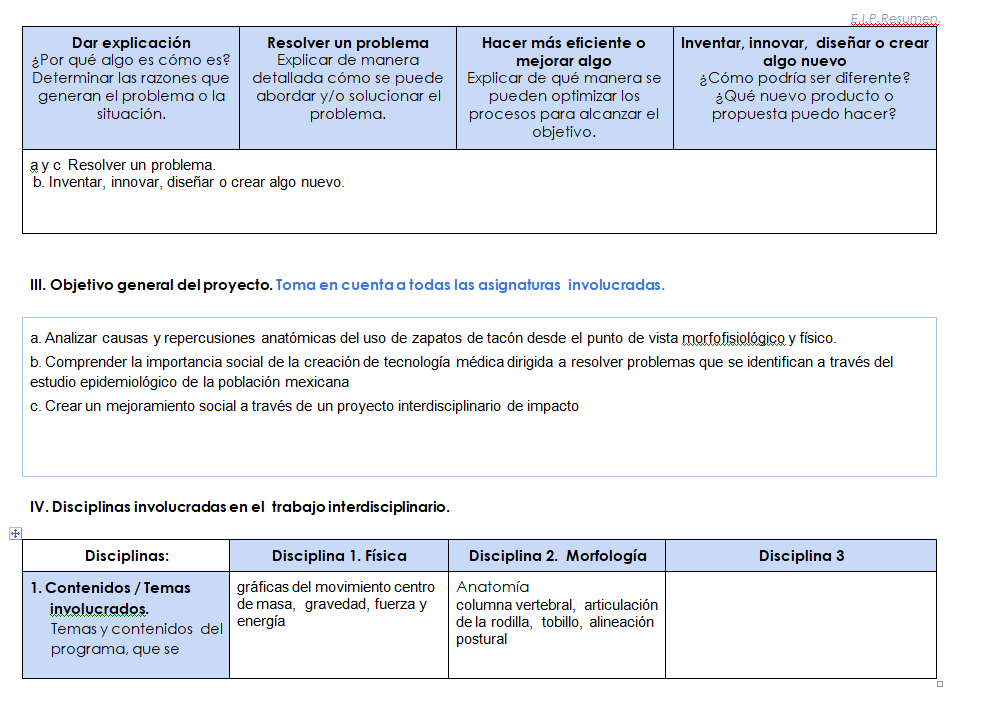 E.I.P.Resumen.
Dar explicación
¿Por qué algo es cómo es?
Determinar las razones que
generan el problema o la
situación.
Resolver un problema
Explicar de manera
detallada cómo se puede
abordar y/o solucionar el
problema.
Hacer más eficiente o
mejorar algo
Explicar de qué manera se
pueden optimizar los
procesos para alcanzar el
objetivo.
Inventar, innovar, diseñar o crear
algo nuevo
¿Cómo podría ser diferente?
¿Qué nuevo producto o
propuesta puedo hacer?
a y c Resolver un problema.
b. Inventar, innovar, diseñar o crear algo nuevo.
III. Objetivo general del proyecto. Toma en cuenta a todas las asignaturas involucradas.
a. Analizar causas y repercusiones anatómicas del uso de zapatos de tacón desde el punto de vista morfofisiológico y físico.
b. Comprender la importancia social de la creación de tecnología médica dirigida a resolver problemas que se identifican a través del
estudio epidemiológico de la población mexicana
c. Crear un mejoramiento social a través de un proyecto interdisciplinario de impacto
IV. Disciplinas involucradas en el trabajo interdisciplinario.
Disciplinas:
Disciplina 1. Física
Disciplina 2. Morfología
Disciplina 3
1. Contenidos / Temas
involucrados.
Temas y contenidos del
programa, que se
gráficas del movimiento centro
de masa, gravedad, fuerza y
energía
Anatomía
columna vertebral, articulación
de la rodilla, tobillo, alineación
postural